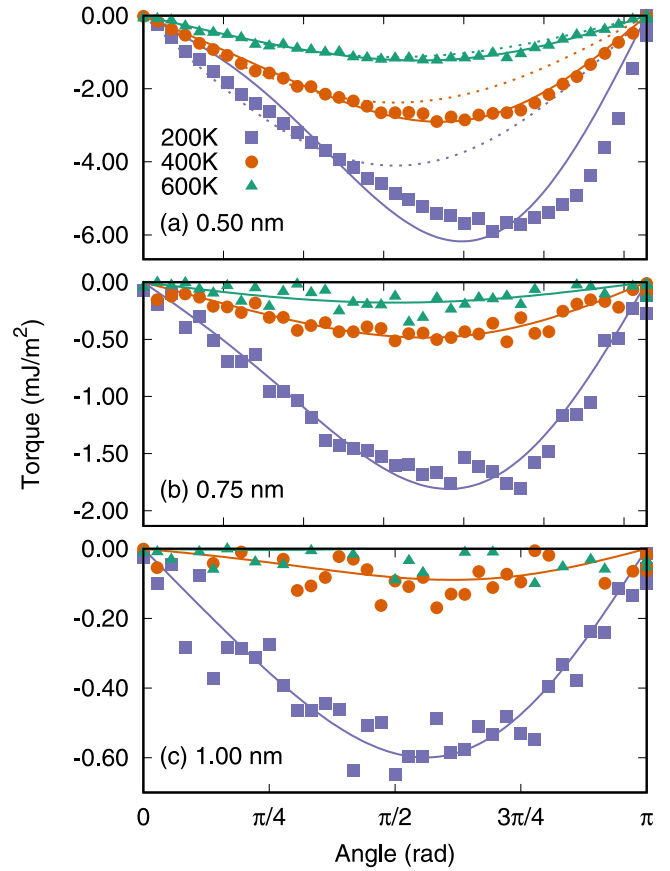 0.00
-2.00
-4.00
-6.00
200K
400K
600K
(a) 0.50 nm
0.00
-0.50
-1.00
-1.50
-2.00
(b) 0.75 nm
Torque (mJ/m²)
0.00
-0.20
-0.40
-0.60
(c) 1.00 nm
0 π/4 π/2 3π/4 π
Angle (rad)